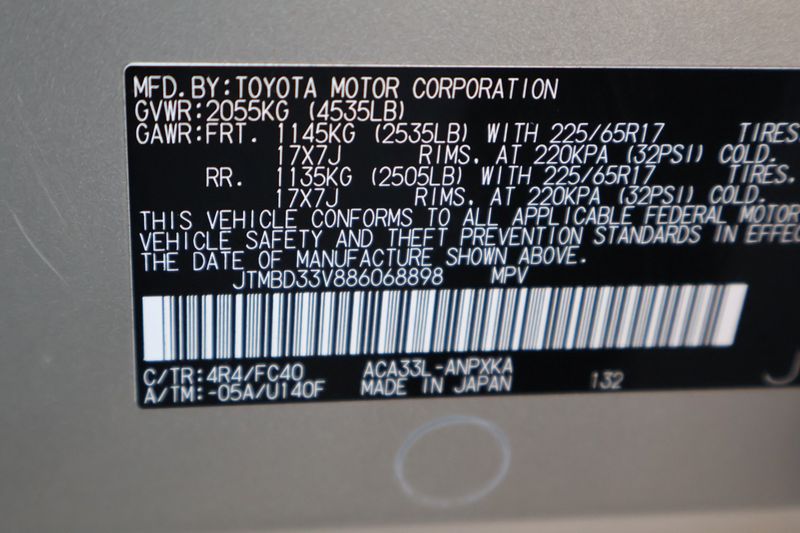 MFD.BY:TOYOTA MOTOR CORPORATION
GVWR:2055KG (4535LB)
GAWR:FRT. 1145KG (2535LB) WITH 225/65R17 TIRES
17X7J RIMS. AT 220KPA (32PSI) COLD.
RR. 1135KG (2505LB) WITH 225/65R17 TIRES.
17X7J RIMS. AT 220KPA (32PSI) COLD.
THIS VEHICLE CONFORMS TO ALL APPLICABLE FEDERAL MOTOR
VEHICLE SAFETY AND THEFT PREVENTION STANDARDS IN EFFEC
THE DATE OF MANUFACTURE SHOWN ABOVE.
JTMBD33V886068898 MPV
C/TR:4R4/FC40 ACA33L-ANPXKA
A/TM:-05A/U140F MADE IN JAPAN 132